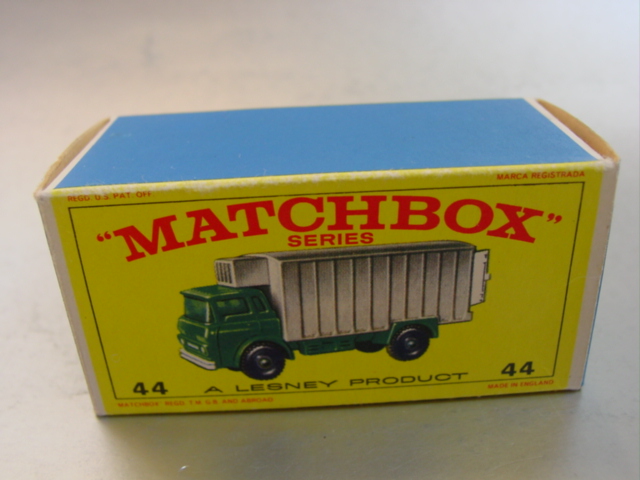 REGD. U.S. PAT. OFF.
MARCA REGISTRADA
"MATCHBOX"
SERIES
44
A LESNEY PRODUCT
44
MATCHBOX REGD. T.M. G.B. AND ABROAD
MADE IN ENGLAND